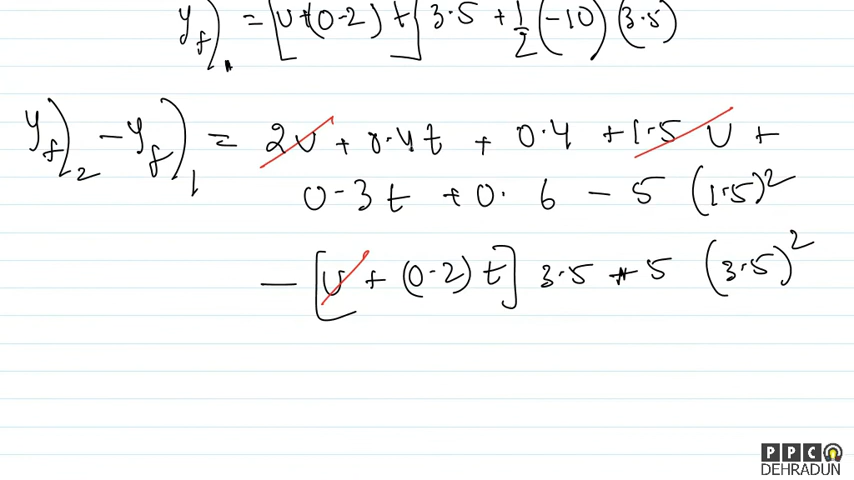 y_f)_1 = [u+(0.2)t] 3.5 + 1/2 (-10)(3.5)
y_f)_2 - y_f)_1 = 2u + 0.4t + 0.4 + 1.5 u +
0.3t + 0.6 - 5 (1.5)^2
- [u + (0.2) t] 3.5 + 5 (3.5)^2
PPC
DEHRADUN